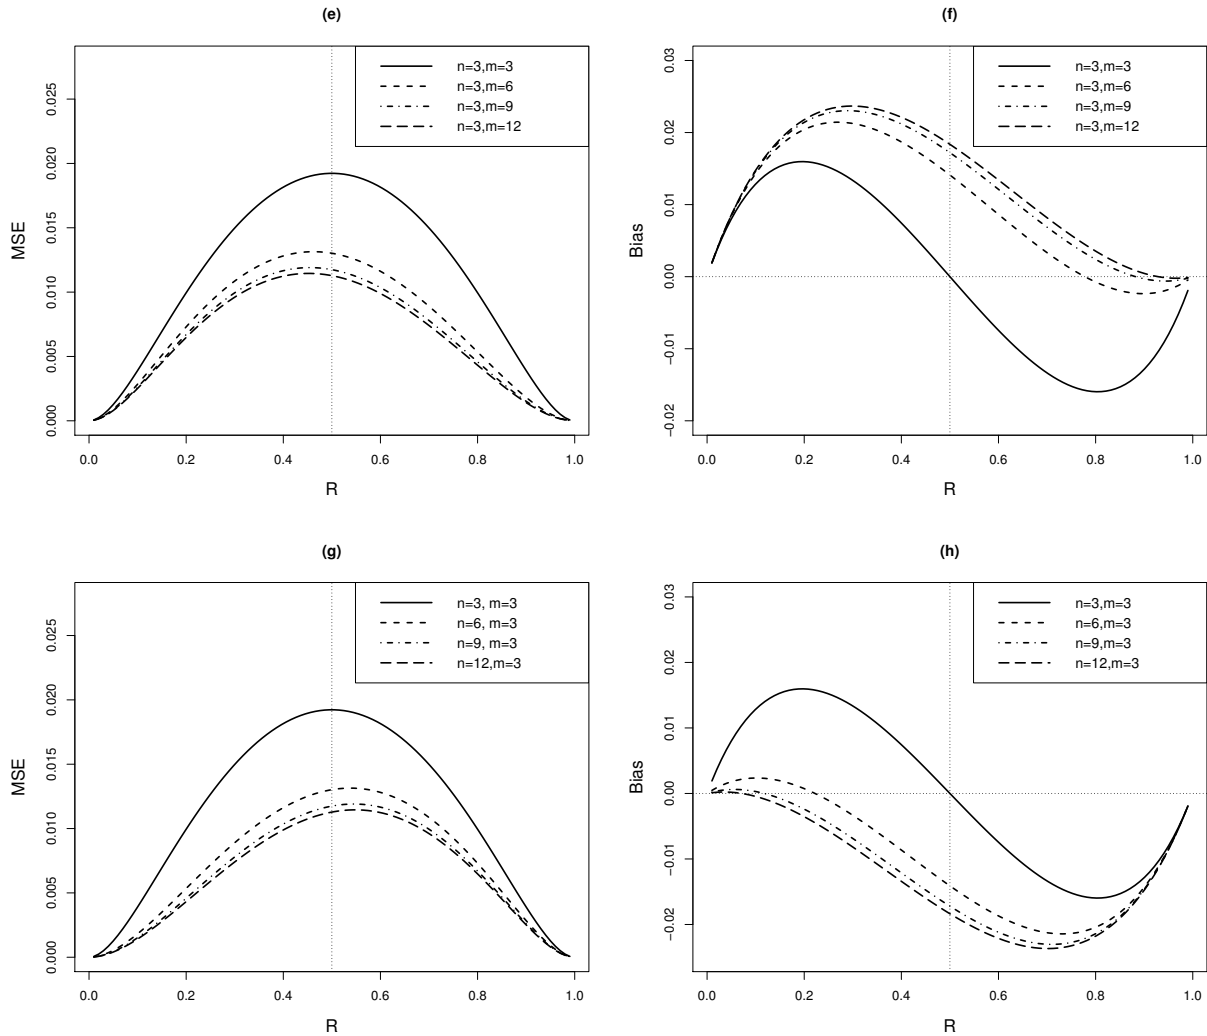 (e)
n=3,m=3
n=3,m=6
n=3,m=9
n=3,m=12
MSE
0.000
0.005
0.010
0.015
0.020
0.025
0.0 0.2 0.4 0.6 0.8 1.0
R
(f)
n=3,m=3
n=3,m=6
n=3,m=9
n=3,m=12
Bias
−0.02
−0.01
0.00
0.01
0.02
0.03
0.0 0.2 0.4 0.6 0.8 1.0
R
(g)
n=3, m=3
n=6, m=3
n=9, m=3
n=12,m=3
MSE
0.000
0.005
0.010
0.015
0.020
0.025
0.0 0.2 0.4 0.6 0.8 1.0
R
(h)
n=3,m=3
n=6,m=3
n=9,m=3
n=12,m=3
Bias
−0.02
−0.01
0.00
0.01
0.02
0.03
0.0 0.2 0.4 0.6 0.8 1.0
R